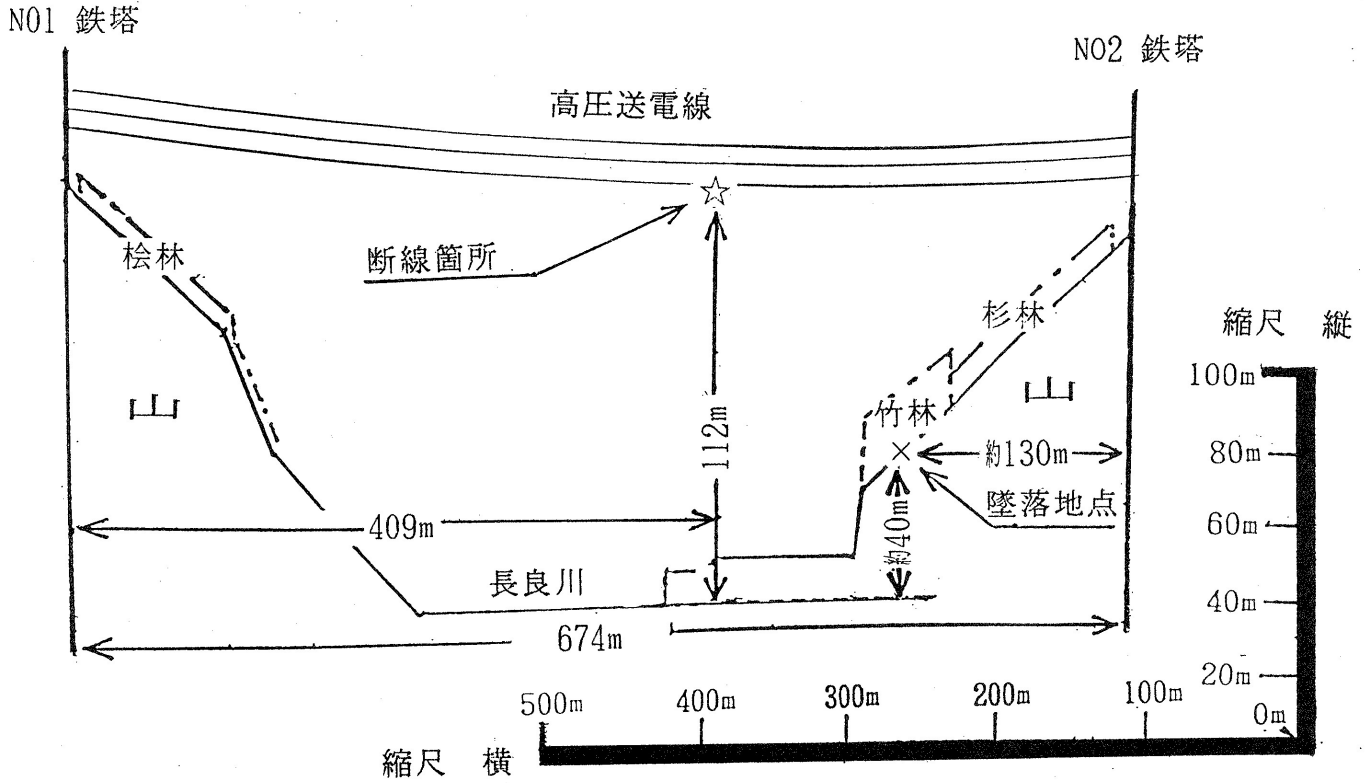 NO1 鉄塔
NO2 鉄塔
高圧送電線
☆
桧林
断線箇所
杉林
縮尺 縦
100m
山
112m
竹林
山
×
約130m
80m
409m
約40m
墜落地点
60m
長良川
40m
674m
20m
500m
400m
300m
200m
100m
0m
縮尺 横